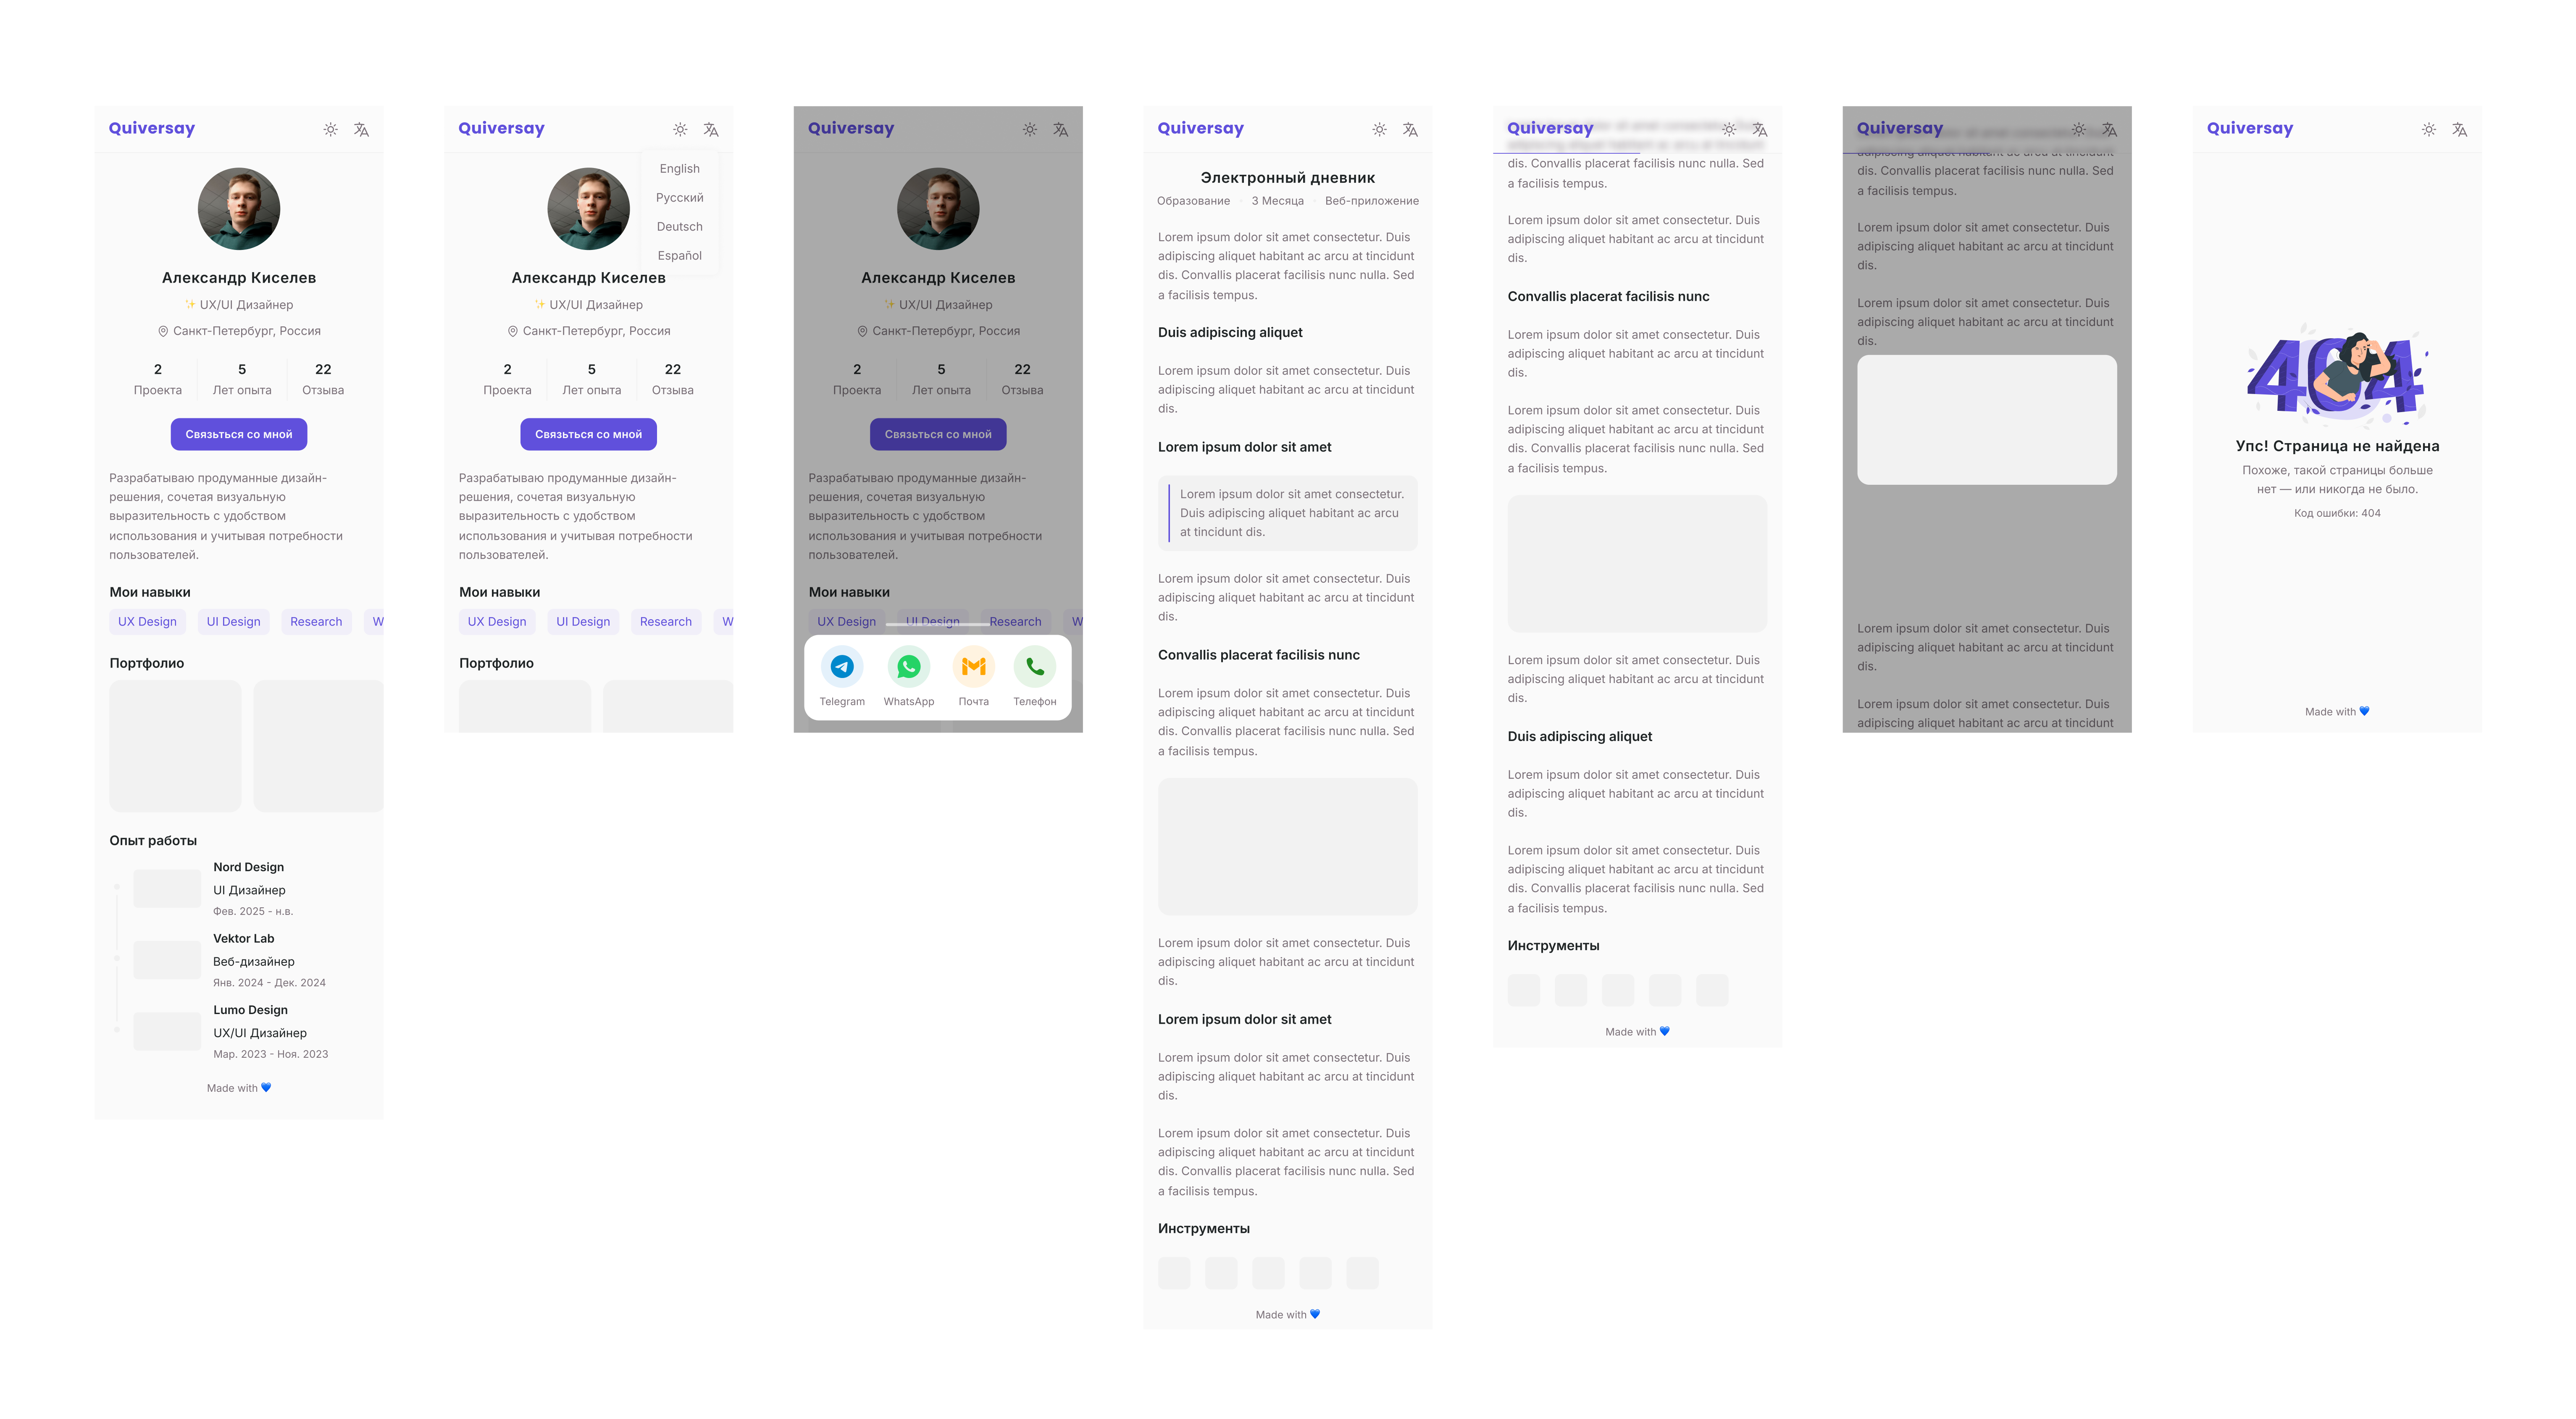 Quiversay
Александр Киселев
✨ UX/UI Дизайнер
Санкт-Петербург, Россия
2
Проекта
5
Лет опыта
22
Отзыва
Связьться со мной
Разрабатываю продуманные дизайн-
решения, сочетая визуальную
выразительность с удобством
использования и учитывая потребности
пользователей.
Мои навыки
UX Design
UI Design
Research
W
Портфолио
Опыт работы
Nord Design
UI Дизайнер
Фев. 2025 - н.в.
Vektor Lab
Веб-дизайнер
Янв. 2024 - Дек. 2024
Lumo Design
UX/UI Дизайнер
Мар. 2023 - Ноя. 2023
Made with 💙
Quiversay
English
Русский
Deutsch
Español
Александр Киселев
✨ UX/UI Дизайнер
Санкт-Петербург, Россия
2
Проекта
5
Лет опыта
22
Отзыва
Связьться со мной
Разрабатываю продуманные дизайн-
решения, сочетая визуальную
выразительность с удобством
использования и учитывая потребности
пользователей.
Мои навыки
UX Design
UI Design
Research
W
Портфолио
Quiversay
Александр Киселев
✨ UX/UI Дизайнер
Санкт-Петербург, Россия
2
Проекта
5
Лет опыта
22
Отзыва
Связьться со мной
Разрабатываю продуманные дизайн-
решения, сочетая визуальную
выразительность с удобством
использования и учитывая потребности
пользователей.
Мои навыки
UX Design
UI Design
Research
W
Telegram
WhatsApp
Почта
Телефон
Quiversay
Электронный дневник
Образование · 3 Месяца · Веб-приложение
Lorem ipsum dolor sit amet consectetur. Duis
adipiscing aliquet habitant ac arcu at tincidunt
dis. Convallis placerat facilisis nunc nulla. Sed
a facilisis tempus.
Duis adipiscing aliquet
Lorem ipsum dolor sit amet consectetur. Duis
adipiscing aliquet habitant ac arcu at tincidunt
dis.
Lorem ipsum dolor sit amet
Lorem ipsum dolor sit amet consectetur.
Duis adipiscing aliquet habitant ac arcu
at tincidunt dis.
Lorem ipsum dolor sit amet consectetur. Duis
adipiscing aliquet habitant ac arcu at tincidunt
dis.
Convallis placerat facilisis nunc
Lorem ipsum dolor sit amet consectetur. Duis
adipiscing aliquet habitant ac arcu at tincidunt
dis. Convallis placerat facilisis nunc nulla. Sed
a facilisis tempus.
Lorem ipsum dolor sit amet consectetur. Duis
adipiscing aliquet habitant ac arcu at tincidunt
dis.
Lorem ipsum dolor sit amet
Lorem ipsum dolor sit amet consectetur. Duis
adipiscing aliquet habitant ac arcu at tincidunt
dis.
Lorem ipsum dolor sit amet consectetur. Duis
adipiscing aliquet habitant ac arcu at tincidunt
dis. Convallis placerat facilisis nunc nulla. Sed
a facilisis tempus.
Инструменты
Made with 💙
Quiversay
dis. Convallis placerat facilisis nunc nulla. Sed
a facilisis tempus.
Lorem ipsum dolor sit amet consectetur. Duis
adipiscing aliquet habitant ac arcu at tincidunt
dis.
Convallis placerat facilisis nunc
Lorem ipsum dolor sit amet consectetur. Duis
adipiscing aliquet habitant ac arcu at tincidunt
dis.
Lorem ipsum dolor sit amet consectetur. Duis
adipiscing aliquet habitant ac arcu at tincidunt
dis. Convallis placerat facilisis nunc nulla. Sed
a facilisis tempus.
Lorem ipsum dolor sit amet consectetur. Duis
adipiscing aliquet habitant ac arcu at tincidunt
dis.
Duis adipiscing aliquet
Lorem ipsum dolor sit amet consectetur. Duis
adipiscing aliquet habitant ac arcu at tincidunt
dis.
Lorem ipsum dolor sit amet consectetur. Duis
adipiscing aliquet habitant ac arcu at tincidunt
dis. Convallis placerat facilisis nunc nulla. Sed
a facilisis tempus.
Инструменты
Made with 💙
Quiversay
dis. Convallis placerat facilisis nunc nulla. Sed
a facilisis tempus.
Lorem ipsum dolor sit amet consectetur. Duis
adipiscing aliquet habitant ac arcu at tincidunt
dis.
Lorem ipsum dolor sit amet consectetur. Duis
adipiscing aliquet habitant ac arcu at tincidunt
dis.
Lorem ipsum dolor sit amet consectetur. Duis
adipiscing aliquet habitant ac arcu at tincidunt
dis.
Lorem ipsum dolor sit amet consectetur. Duis
adipiscing aliquet habitant ac arcu at tincidunt
Quiversay
404
Упс! Страница не найдена
Похоже, такой страницы больше
нет — или никогда не было.
Код ошибки: 404
Made with 💙